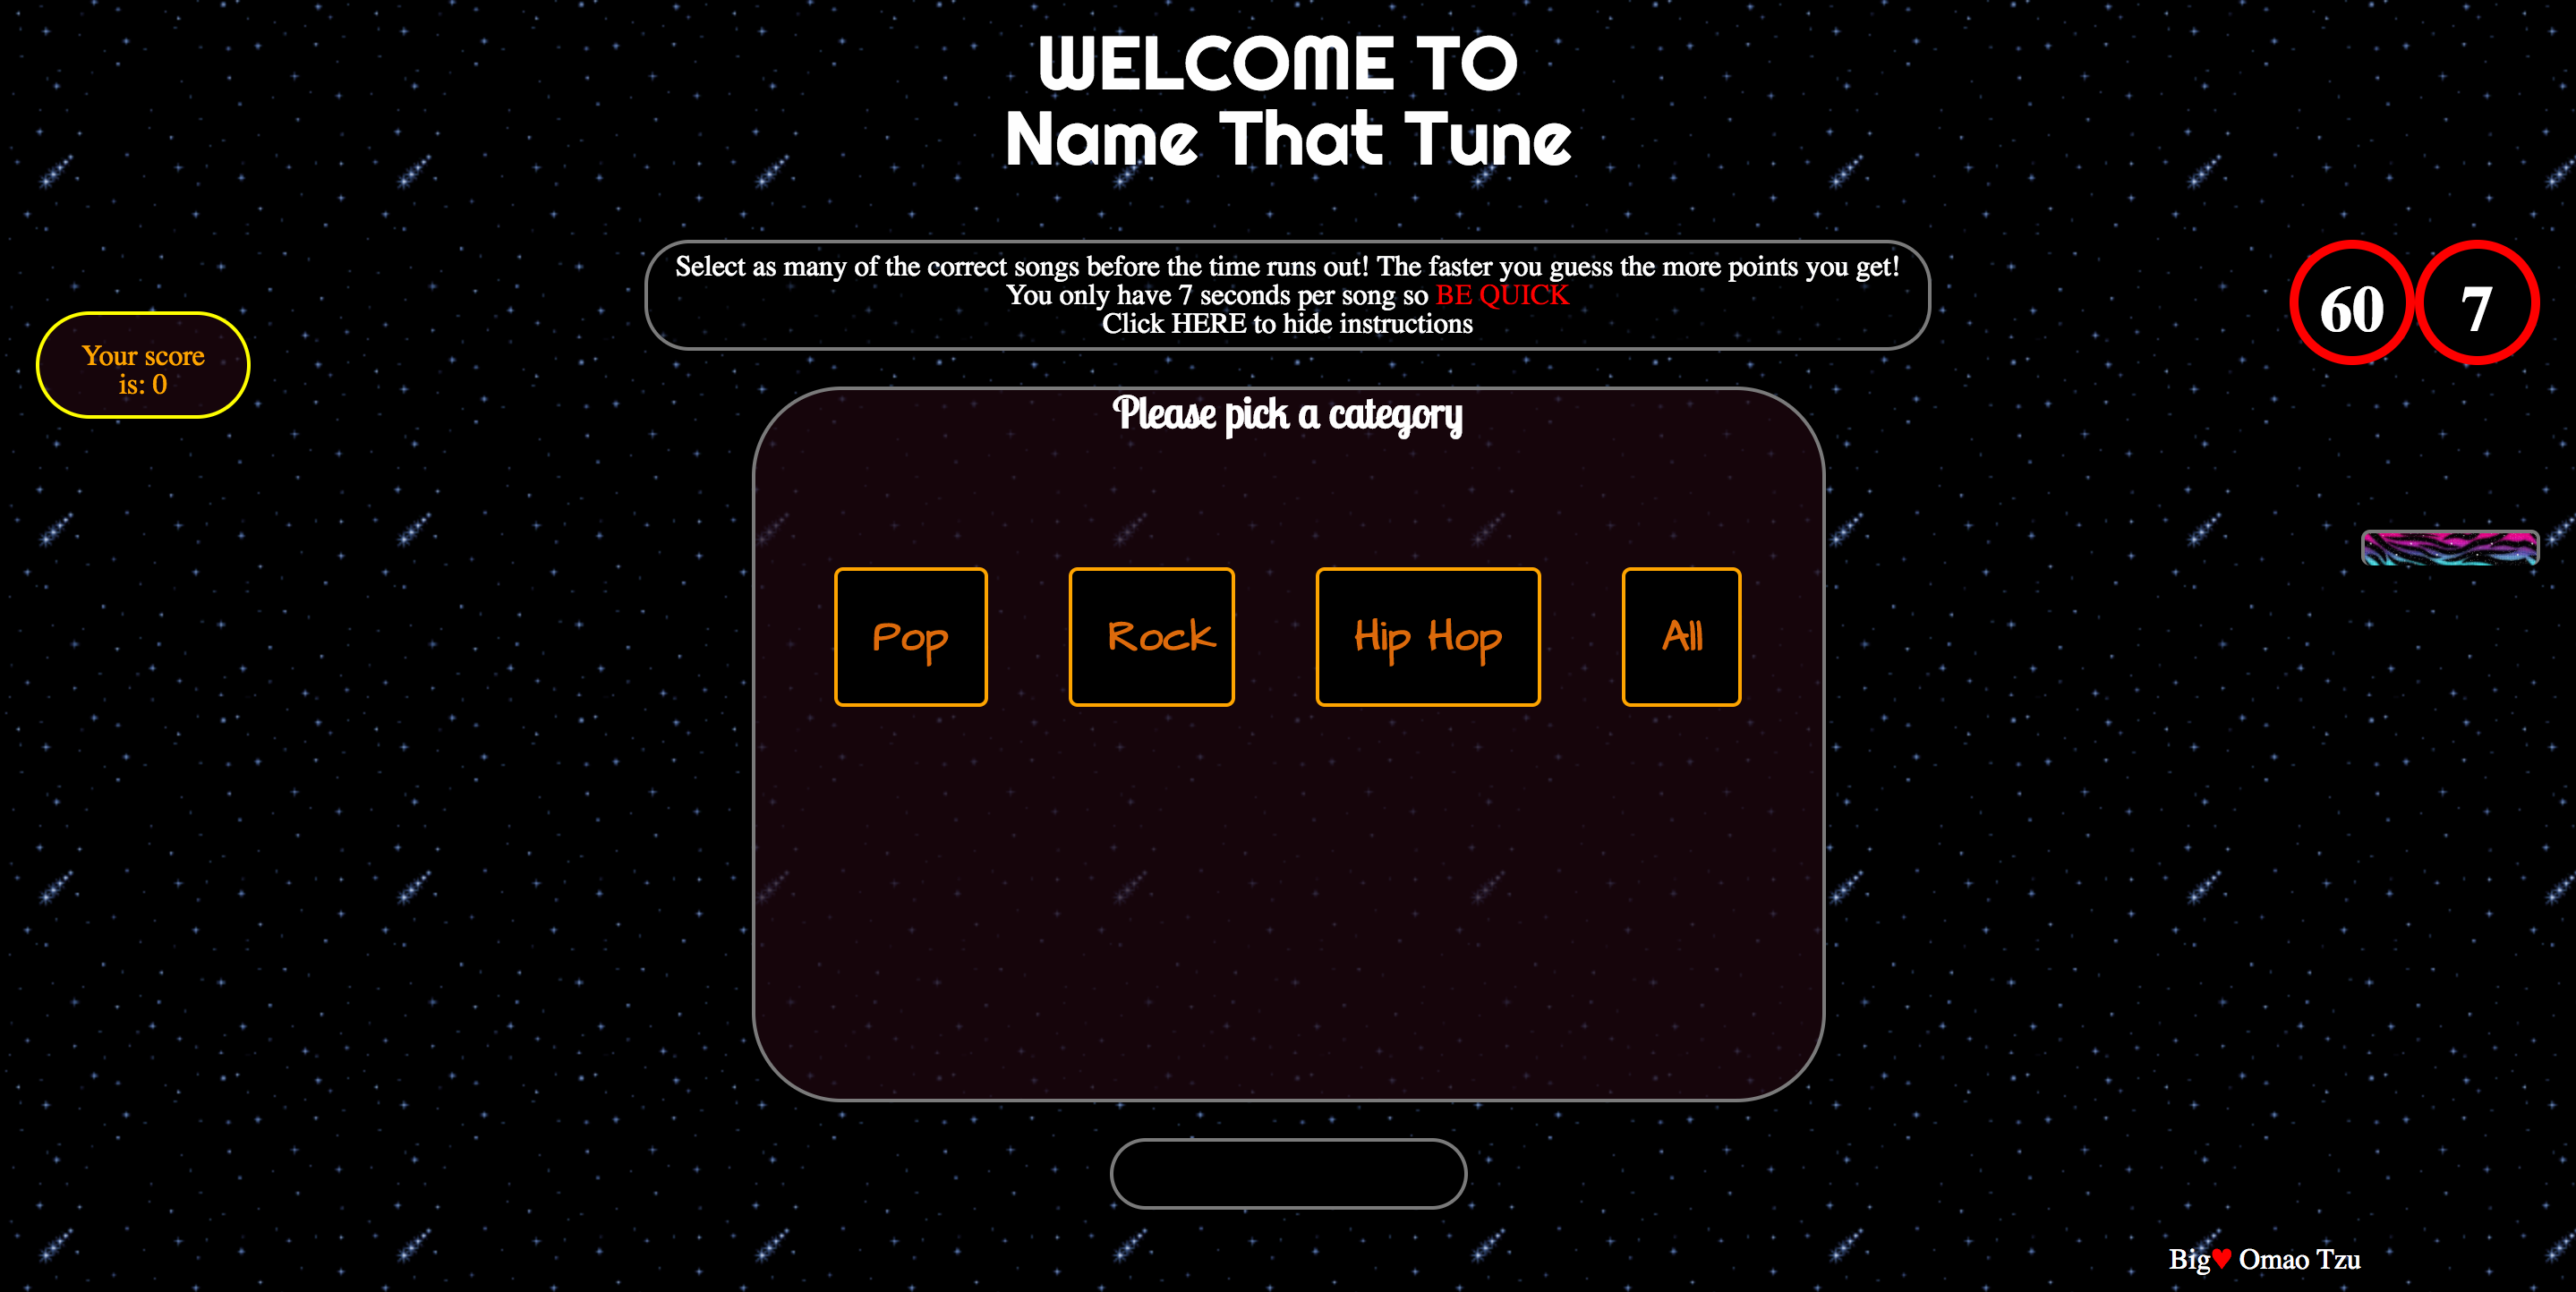 WELCOME TO
Name That Tune
Select as many of the correct songs before the time runs out! The faster you guess the more points you get!
You only have 7 seconds per song so BE QUICK
Click HERE to hide instructions
60
7
Your score
is: 0
Please pick a category
Pop
Rock
Hip Hop
All
Big♥ Omao Tzu